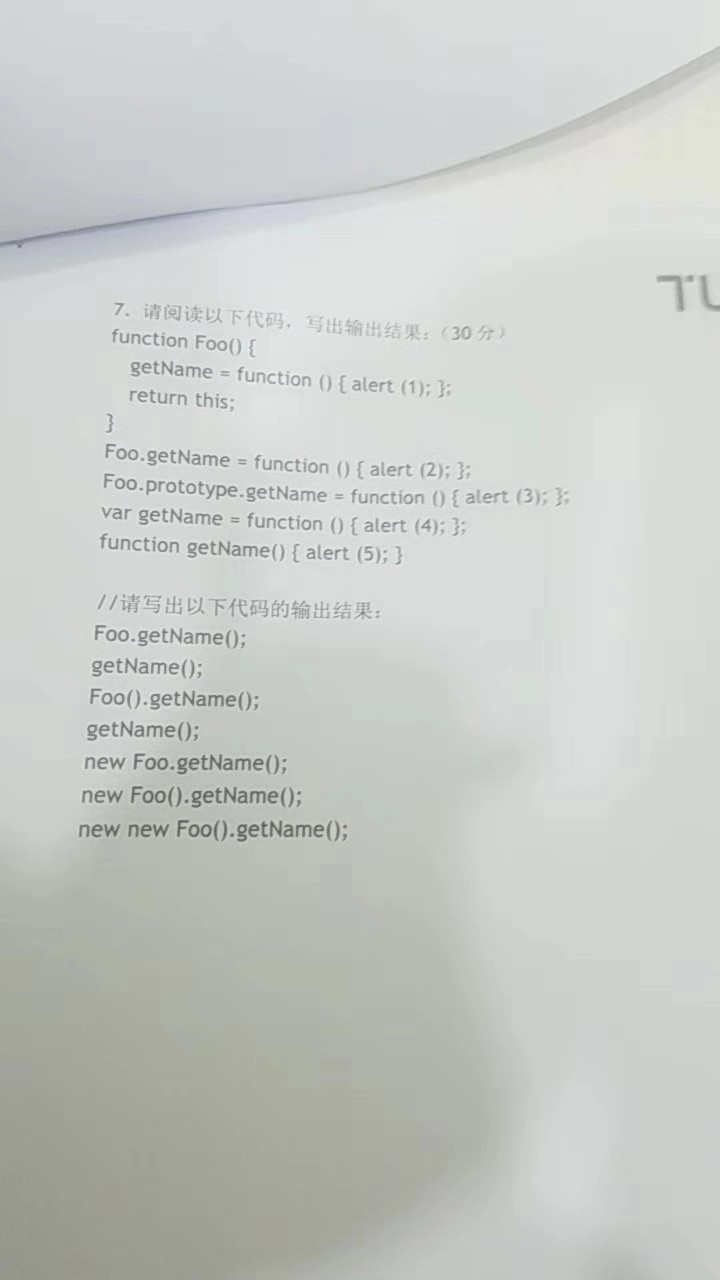 7. 请阅读以下代码，写出输出结果：（30 分）
function Foo() {
getName = function () { alert (1); };
return this;
}
Foo.getName = function () { alert (2); };
Foo.prototype.getName = function () { alert (3); };
var getName = function () { alert (4); };
function getName() { alert (5); }
//请写出以下代码的输出结果：
Foo.getName();
getName();
Foo().getName();
getName();
new Foo.getName();
new Foo().getName();
new new Foo().getName();